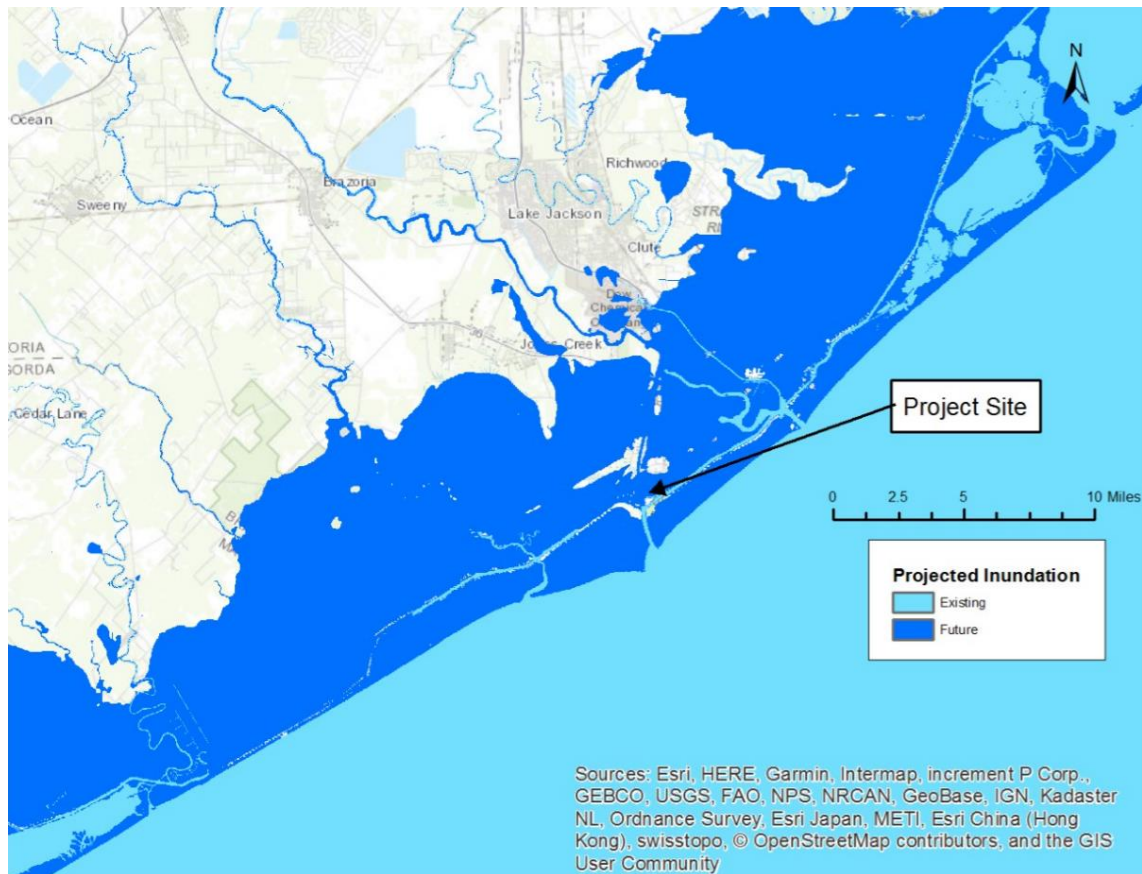 N
Ocean
Richwood
Brazoria
Sweeny
Lake Jackson
Clute
Dow
Chemical
Jones Creek
36
ORIA
GORDA
Cedar Lane
Project Site
0 2.5 5 10 Miles
Projected Inundation
Existing
Future
Sources: Esri, HERE, Garmin, Intermap, increment P Corp.,
GEBCO, USGS, FAO, NPS, NRCAN, GeoBase, IGN, Kadaster
NL, Ordnance Survey, Esri Japan, METI, Esri China (Hong
Kong), swisstopo, © OpenStreetMap contributors, and the GIS
User Community